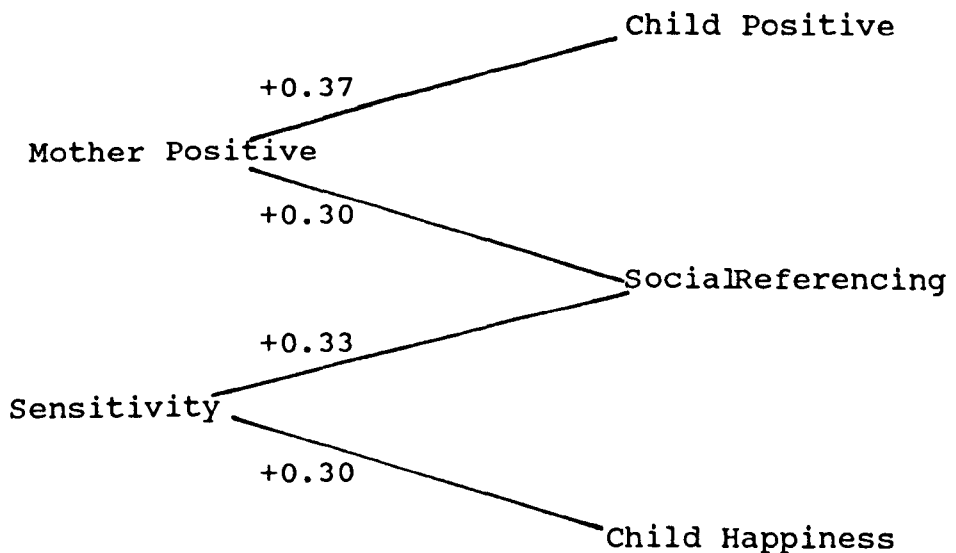 Child Positive
+0.37
Mother Positive
+0.30
SocialReferencing
+0.33
Sensitivity
+0.30
Child Happiness